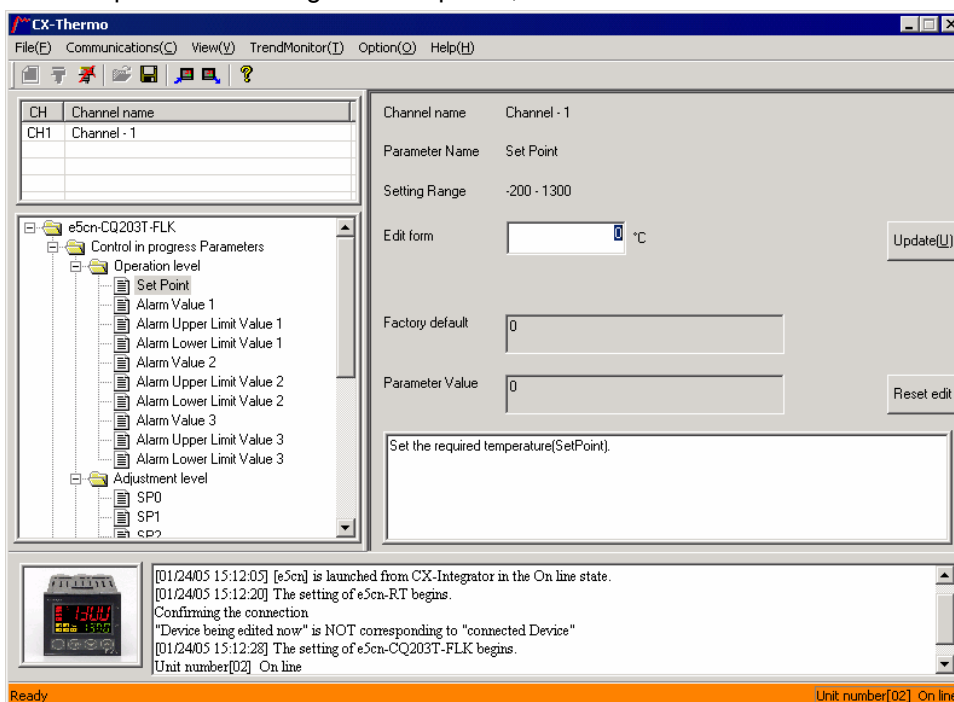 CX-Thermo
File(F) Communications(C) View(V) TrendMonitor(T) Option(O) Help(H)
CH Channel name
CH1 Channel - 1
e5cn-CQ203T-FLK
Control in progress Parameters
Operation level
Set Point
Alarm Value 1
Alarm Upper Limit Value 1
Alarm Lower Limit Value 1
Alarm Value 2
Alarm Upper Limit Value 2
Alarm Lower Limit Value 2
Alarm Value 3
Alarm Upper Limit Value 3
Alarm Lower Limit Value 3
Adjustment level
SP0
SP1
SP2
Channel name Channel - 1
Parameter Name Set Point
Setting Range -200 - 1300
Edit form 0 °C
Update(U)
Factory default 0
Parameter Value 0
Reset edit
Set the required temperature(SetPoint).
[01/24/05 15:12:05] [e5cn] is launched from CX-Integrator in the On line state.
[01/24/05 15:12:20] The setting of e5cn-RT begins.
Confirming the connection
"Device being edited now" is NOT corresponding to "connected Device"
[01/24/05 15:12:28] The setting of e5cn-CQ203T-FLK begins.
Unit number[02] On line
Ready
Unit number[02] On line